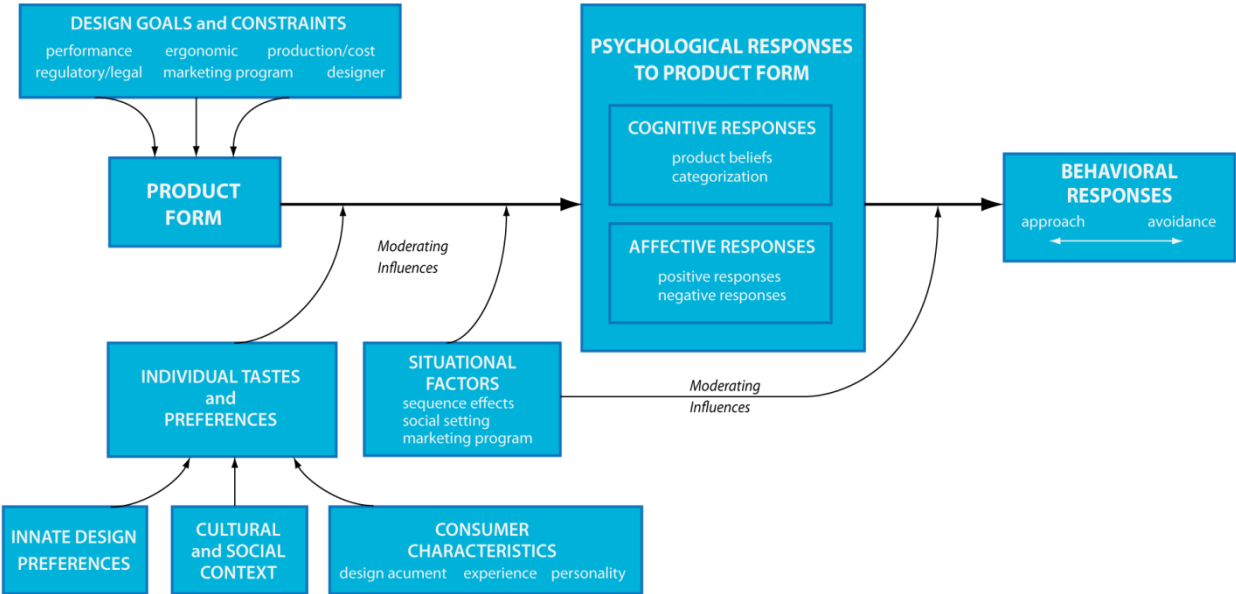 DESIGN GOALS and CONSTRAINTS
performance ergonomic production/cost
regulatory/legal marketing program designer
PRODUCT
FORM
PSYCHOLOGICAL RESPONSES
TO PRODUCT FORM
COGNITIVE RESPONSES
product beliefs
categorization
AFFECTIVE RESPONSES
positive responses
negative responses
BEHAVIORAL
RESPONSES
approach avoidance
Moderating
Influences
INDIVIDUAL TASTES
and
PREFERENCES
SITUATIONAL
FACTORS
sequence effects
social setting
marketing program
Moderating
Influences
INNATE DESIGN
PREFERENCES
CULTURAL
and SOCIAL
CONTEXT
CONSUMER
CHARACTERISTICS
design acument experience personality